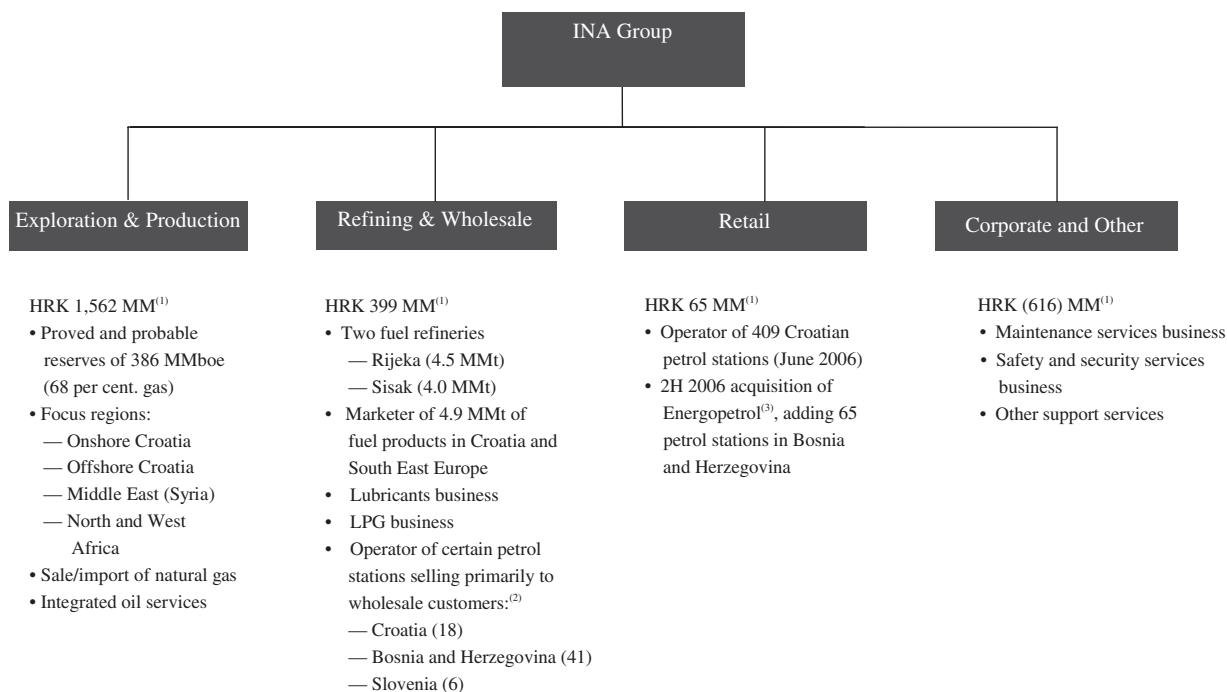 INA Group
Exploration & Production
Refining & Wholesale
Retail
Corporate and Other
HRK 1,562 MM(1)
• Proved and probable
reserves of 386 MMboe
(68 per cent. gas)
• Focus regions:
— Onshore Croatia
— Offshore Croatia
— Middle East (Syria)
— North and West
Africa
• Sale/import of natural gas
• Integrated oil services
HRK 399 MM(1)
• Two fuel refineries
— Rijeka (4.5 MMt)
— Sisak (4.0 MMt)
• Marketer of 4.9 MMt of
fuel products in Croatia and
South East Europe
• Lubricants business
• LPG business
• Operator of certain petrol
stations selling primarily to
wholesale customers:(2)
— Croatia (18)
— Bosnia and Herzegovina (41)
— Slovenia (6)
HRK 65 MM(1)
• Operator of 409 Croatian
petrol stations (June 2006)
• 2H 2006 acquisition of
Energopetrol(3), adding 65
petrol stations in Bosnia
and Herzegovina
HRK (616) MM(1)
• Maintenance services business
• Safety and security services
business
• Other support services